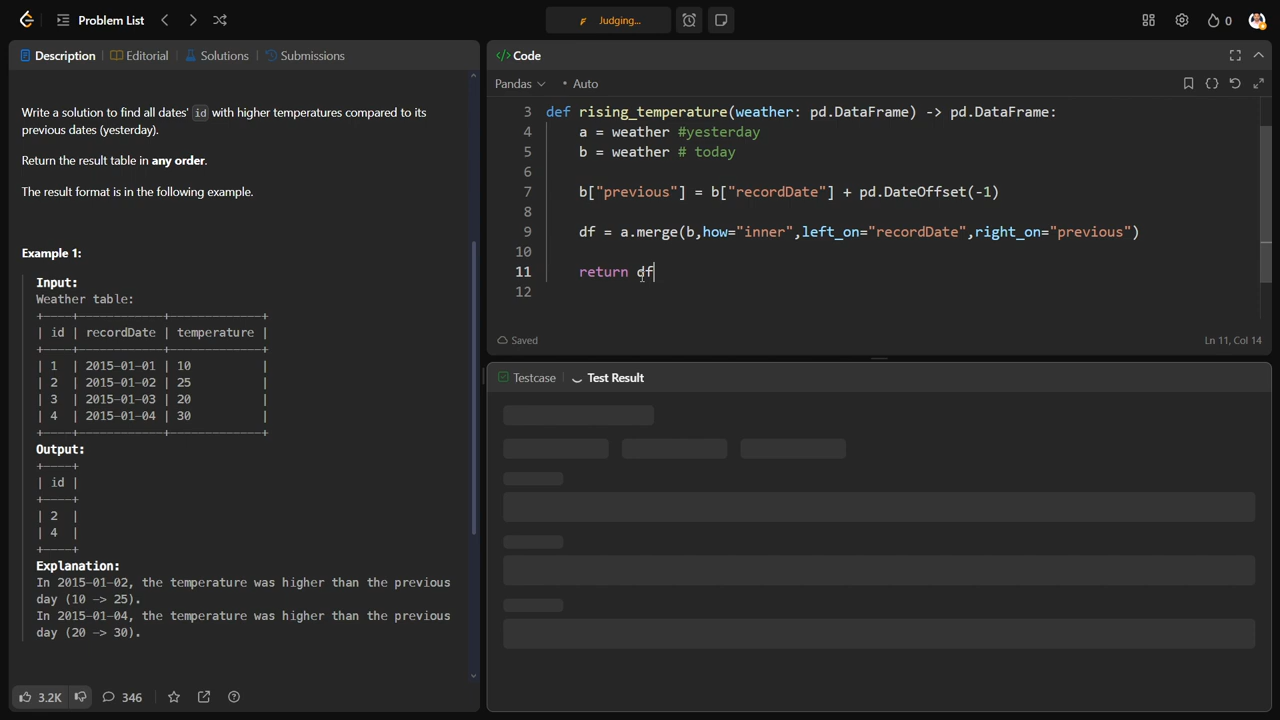 Problem List
Judging...
0
Description
Editorial
Solutions
Submissions
Write a solution to find all dates' id with higher temperatures compared to its
previous dates (yesterday).
Return the result table in any order.
The result format is in the following example.
Example 1:
Input:
Weather table:
+----+------------+-------------+
| id | recordDate | temperature |
+----+------------+-------------+
| 1 | 2015-01-01 | 10 |
| 2 | 2015-01-02 | 25 |
| 3 | 2015-01-03 | 20 |
| 4 | 2015-01-04 | 30 |
+----+------------+-------------+
Output:
+----+
| id |
+----+
| 2 |
| 4 |
+----+
Explanation:
In 2015-01-02, the temperature was higher than the previous
day (10 -> 25).
In 2015-01-04, the temperature was higher than the previous
day (20 -> 30).
3.2K
346
</> Code
Pandas
• Auto
3 def rising_temperature(weather: pd.DataFrame) -> pd.DataFrame:
4 a = weather #yesterday
5 b = weather # today
6
7 b["previous"] = b["recordDate"] + pd.DateOffset(-1)
8
9 df = a.merge(b,how="inner",left_on="recordDate",right_on="previous")
10
11 return df
12
Saved
Ln 11, Col 14
Testcase
Test Result